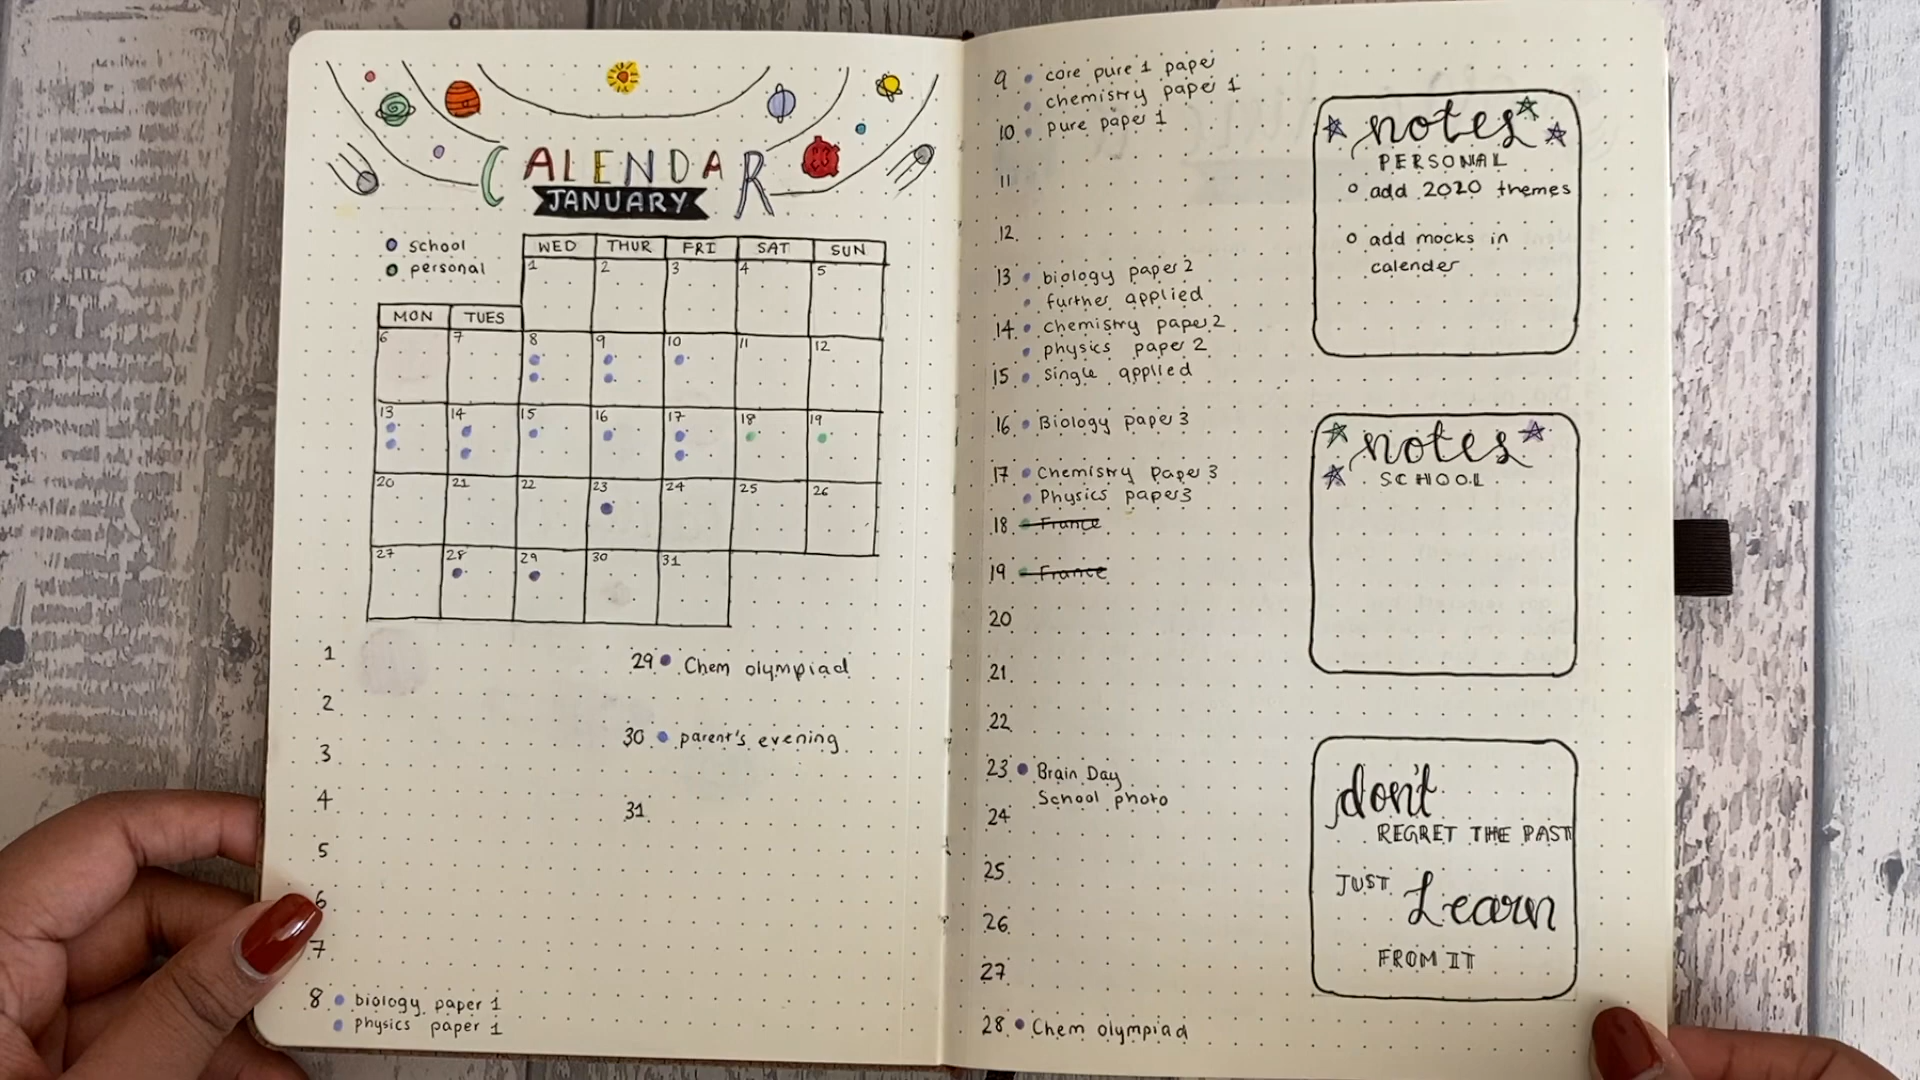 CALENDAR
JANUARY
school
personal
WED THUR FRI SAT SUN
1 2 3 4 5
MON TUES
6 7 8 9 10 11 12
13 14 15 16 17 18 19
20 21 22 23 24 25 26
27 28 29 30 31
1
2
3
4
5
6
7
8 biology paper 1
physics paper 1
29 Chem olympiad
30 parent's evening
31
9 core pure 1 paper
chemistry paper 1
10 pure paper 1
11
12
13 biology paper 2
further applied
14 chemistry paper 2
physics paper 2
15 single applied
16 Biology paper 3
17 Chemistry Paper 3
Physics paper 3
18 France
19 France
20
21
22
23 Brain Day
School photo
24
25
26
27
28 Chem olympiad
notes
PERSONAL
add 2020 themes
add mocks in
calender
notes
SCHOOL
don't
REGRET THE PAST
JUST Learn
FROM IT